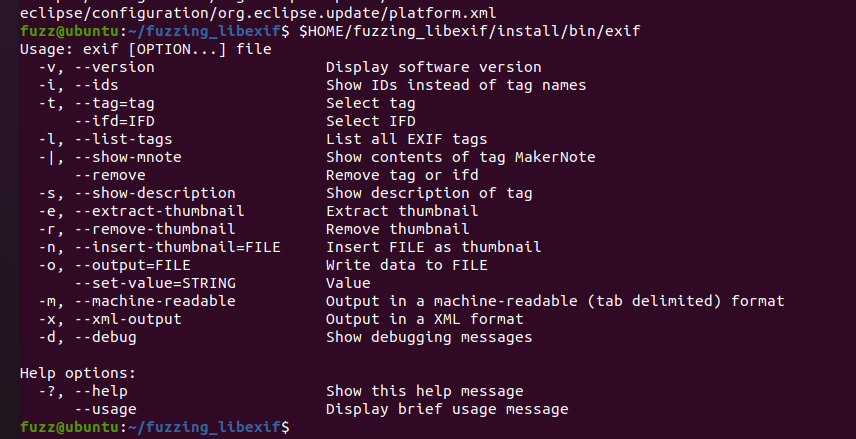 eclipse/configuration/org.eclipse.update/platform.xml
fuzz@ubuntu:~/fuzzing_libexif$ $HOME/fuzzing_libexif/install/bin/exif
Usage: exif [OPTION...] file
  -v, --version                   Display software version
  -i, --ids                       Show IDs instead of tag names
  -t, --tag=tag                   Select tag
      --ifd=IFD                   Select IFD
  -l, --list-tags                 List all EXIF tags
  -|, --show-mnote                Show contents of tag MakerNote
      --remove                    Remove tag or ifd
  -s, --show-description          Show description of tag
  -e, --extract-thumbnail         Extract thumbnail
  -r, --remove-thumbnail          Remove thumbnail
  -n, --insert-thumbnail=FILE     Insert FILE as thumbnail
  -o, --output=FILE               Write data to FILE
      --set-value=STRING          Value
  -m, --machine-readable          Output in a machine-readable (tab delimited) format
  -x, --xml-output                Output in a XML format
  -d, --debug                     Show debugging messages

Help options:
  -?, --help                      Show this help message
      --usage                     Display brief usage message
fuzz@ubuntu:~/fuzzing_libexif$